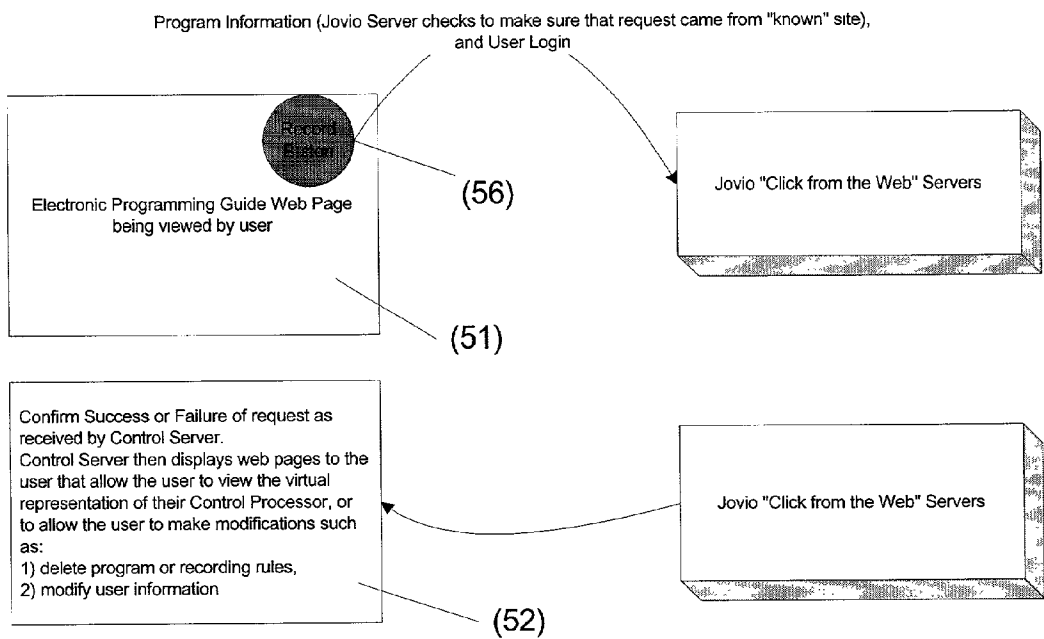 Program Information (Jovio Server checks to make sure that request came from "known" site),
and User Login
Record
Button
Electronic Programming Guide Web Page
being viewed by user
(56)
Jovio "Click from the Web" Servers
(51)
Confirm Success or Failure of request as
received by Control Server.
Control Server then displays web pages to the
user that allow the user to view the virtual
representation of their Control Processor, or
to allow the user to make modifications such
as:
1) delete program or recording rules,
2) modify user information
Jovio "Click from the Web" Servers
(52)